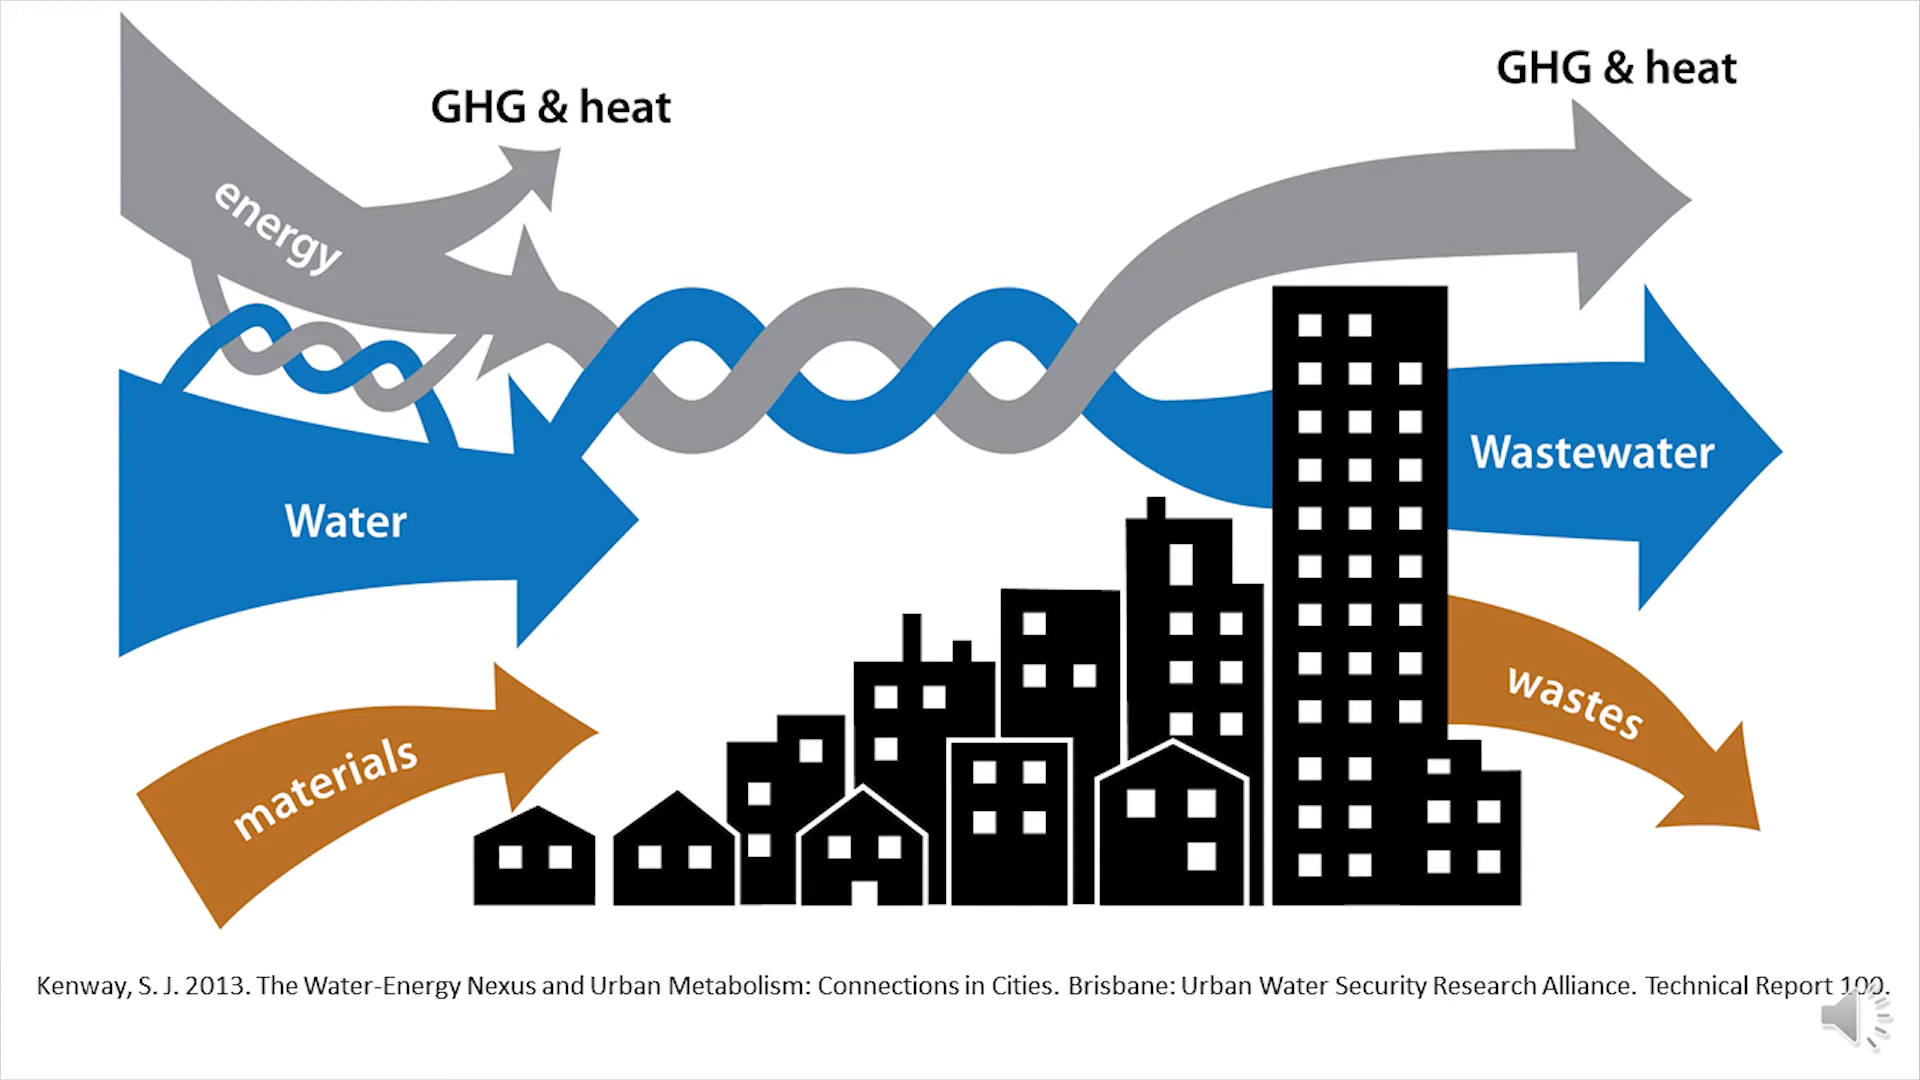 GHG & heat
GHG & heat
energy
Water
Wastewater
materials
wastes
Kenway, S. J. 2013. The Water-Energy Nexus and Urban Metabolism: Connections in Cities. Brisbane: Urban Water Security Research Alliance. Technical Report 100.